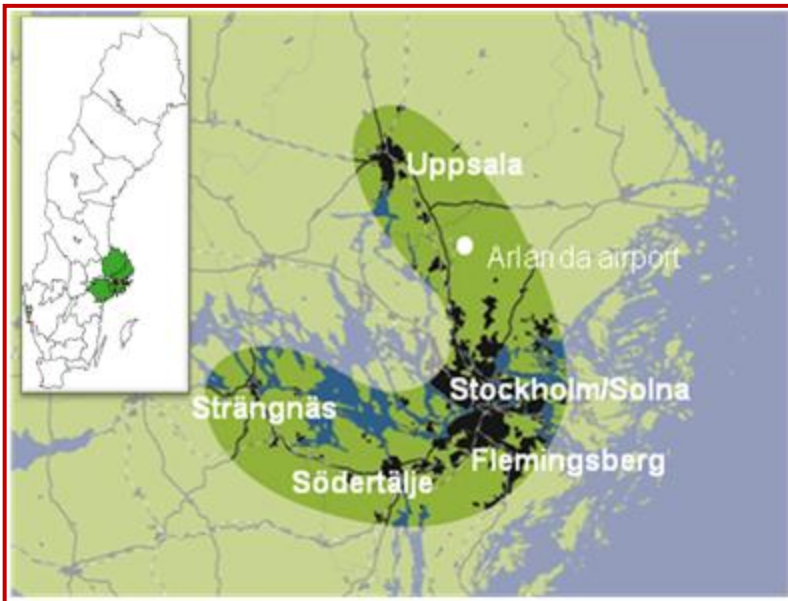 Uppsala
Arlanda airport
Stockholm/Solna
Strängnäs
Flemingsberg
Södertälje